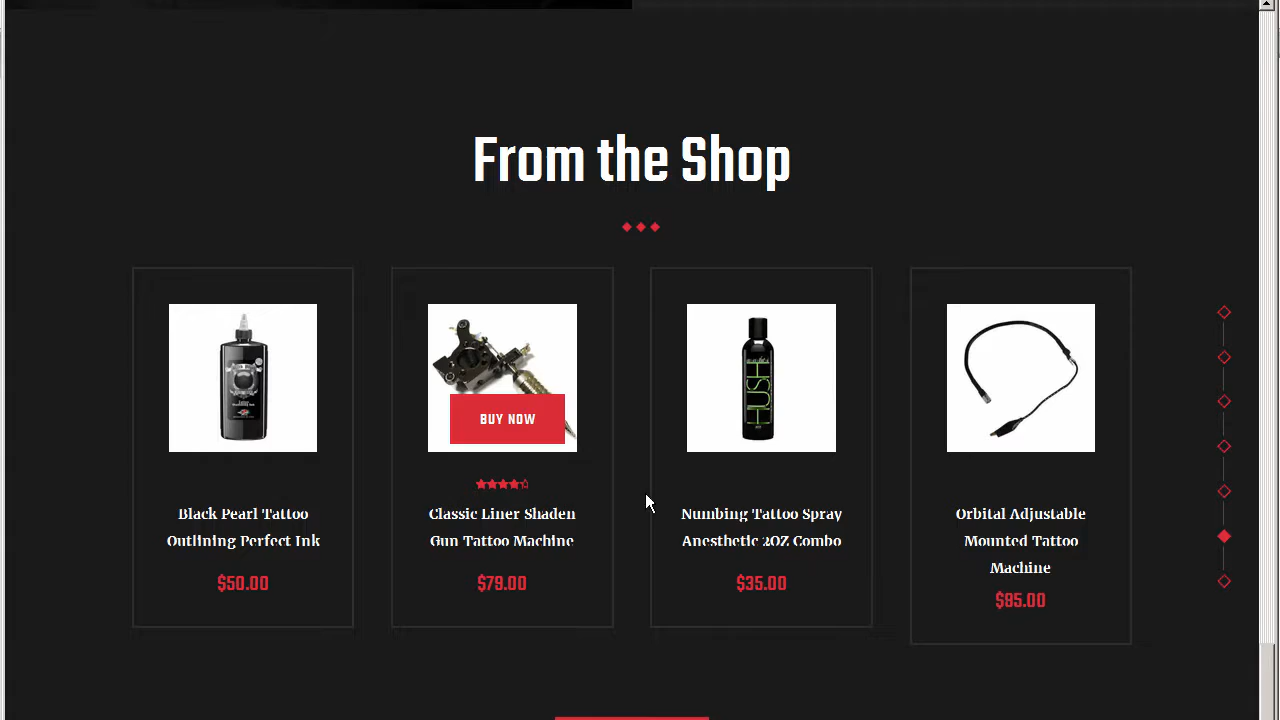 From the Shop
HUSH
BUY NOW
Black Pearl Tattoo
Outlining Perfect Ink
$50.00
Classic Liner Shaden
Gun Tattoo Machine
$79.00
Numbing Tattoo Spray
Anesthetic 2OZ Combo
$35.00
Orbital Adjustable
Mounted Tattoo
Machine
$85.00